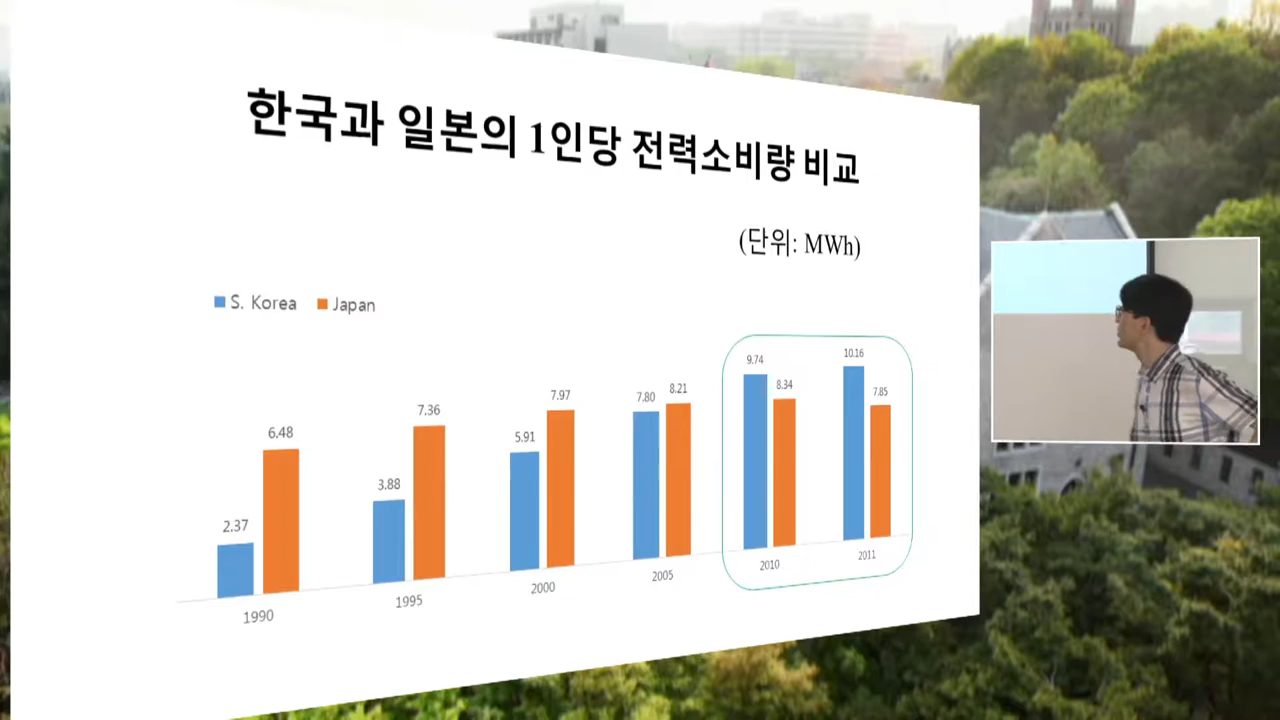 한국과 일본의 1인당 전력소비량 비교
(단위: MWh)
S. Korea Japan
2.37 6.48 3.88 7.36 5.91 7.97 7.80 8.21 9.74 8.34 10.16 7.85
1990 1995 2000 2005 2010 2011